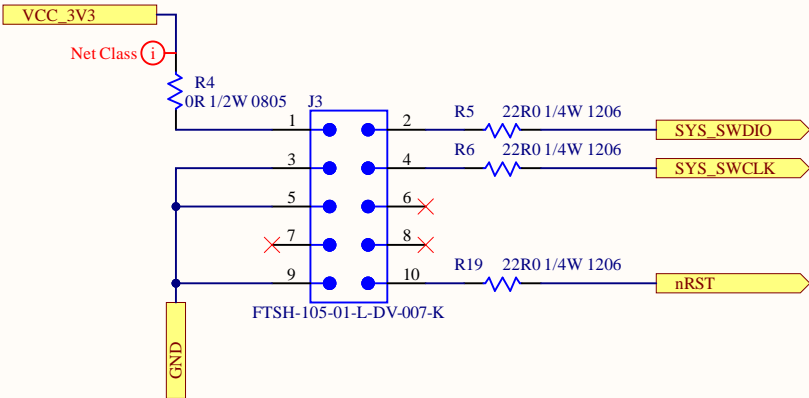 VCC_3V3
Net Class i
R4
0R 1/2W 0805
J3
1 2
R5 22R0 1/4W 1206
SYS_SWDIO
3 4
R6 22R0 1/4W 1206
SYS_SWCLK
5 6
7 8
9 10
R19 22R0 1/4W 1206
nRST
FTSH-105-01-L-DV-007-K
GND